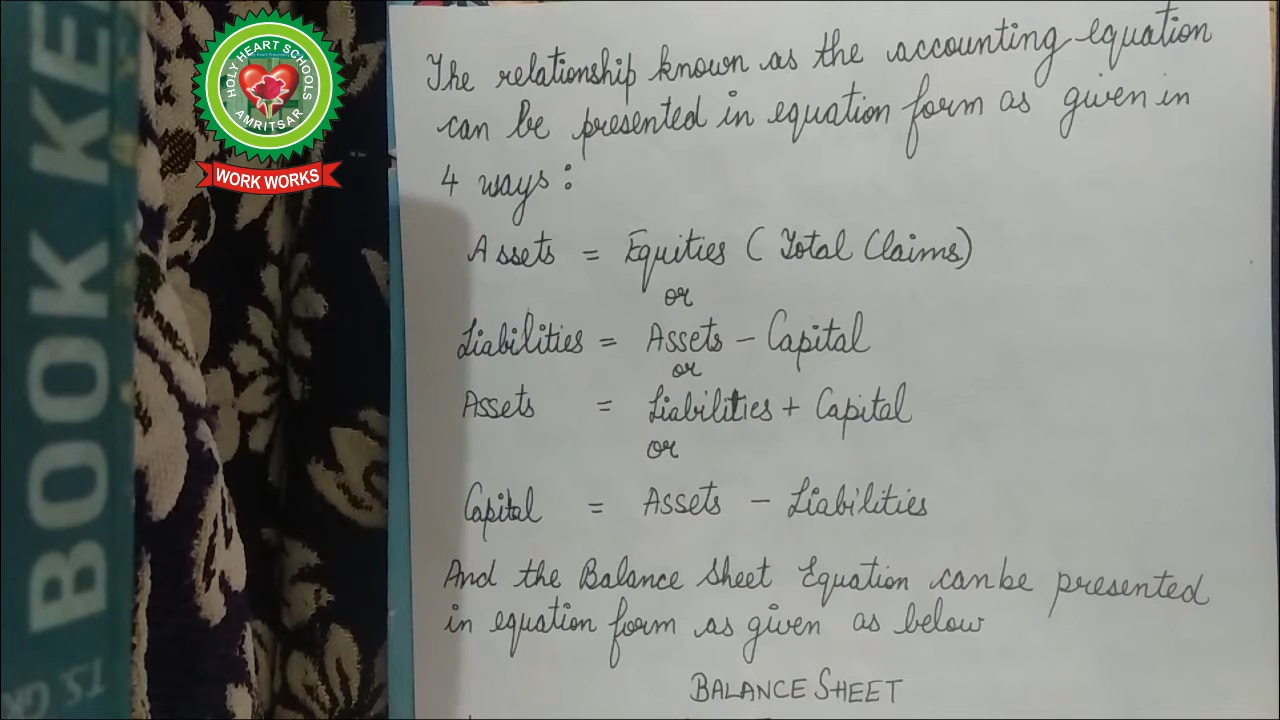 BOOK KE
HOLY HEART SCHOOLS
AMRITSAR
WORK WORKS
The relationship known as the accounting equation
can be presented in equation form as given in
4 ways :
Assets = Equities ( Total Claims)
or
Liabilities = Assets - Capital
or
Assets = Liabilities + Capital
or
Capital = Assets - Liabilities
And the Balance Sheet Equation can be presented
in equation form as given as below
BALANCE SHEET